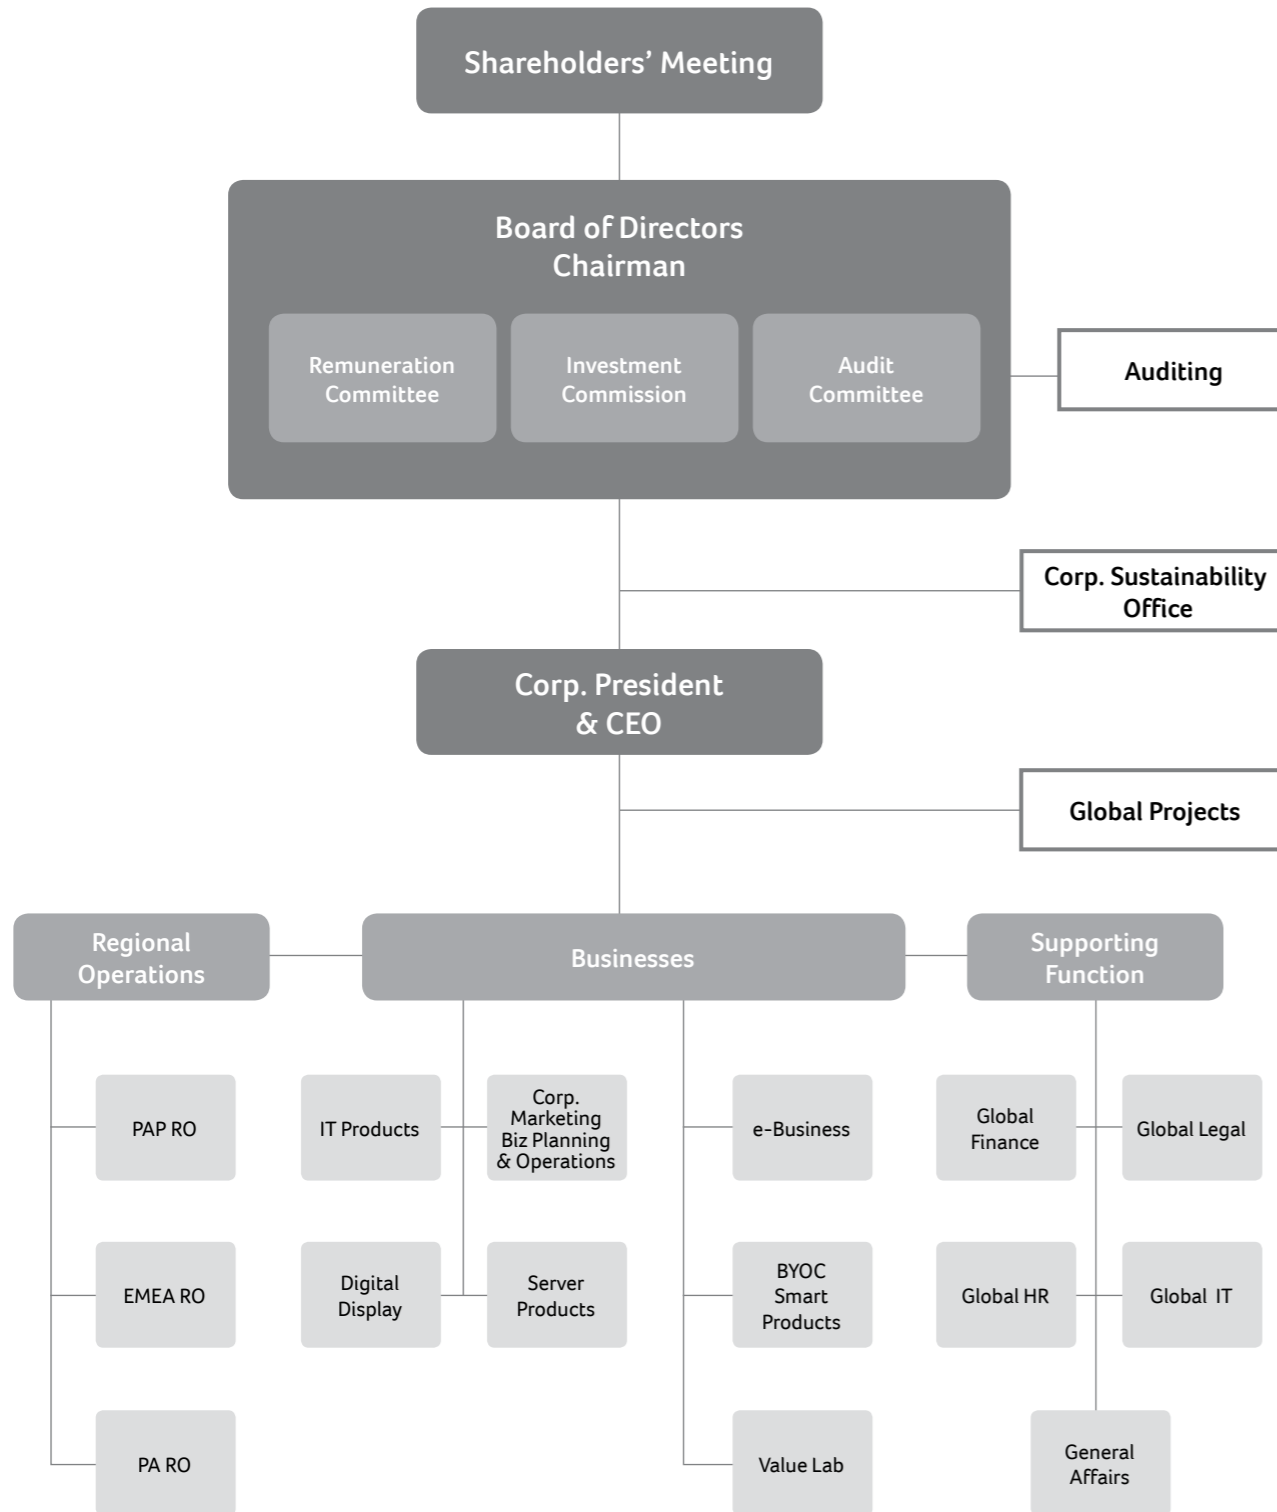 Shareholders’ Meeting
Board of Directors
Chairman
Remuneration
Committee
Investment
Commission
Audit
Committee
Auditing
Corp. Sustainability
Office
Corp. President
& CEO
Global Projects
Regional
Operations
Businesses
Supporting
Function
PAP RO
IT Products
Corp.
Marketing
Biz Planning
& Operations
e-Business
Global
Finance
Global Legal
EMEA RO
Digital
Display
Server
Products
BYOC
Smart
Products
Global HR
Global IT
PA RO
Value Lab
General
Affairs